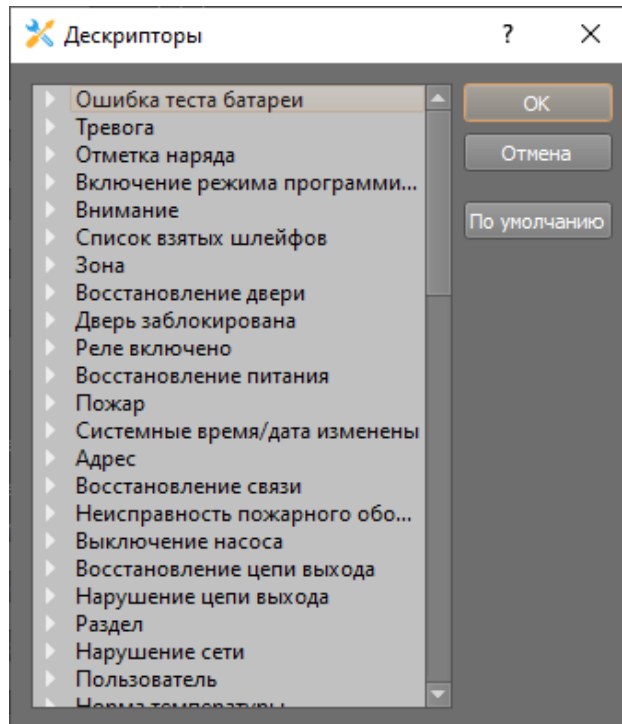 Дескрипторы
?
Ошибка теста батареи
Тревога
Отметка наряда
Включение режима программи...
Внимание
Список взятых шлейфов
Зона
Восстановление двери
Дверь заблокирована
Реле включено
Восстановление питания
Пожар
Системные время/дата изменены
Адрес
Восстановление связи
Неисправность пожарного обо...
Выключение насоса
Восстановление цепи выхода
Нарушение цепи выхода
Раздел
Нарушение сети
Пользователь
Норма температуры
OK
Отмена
По умолчанию